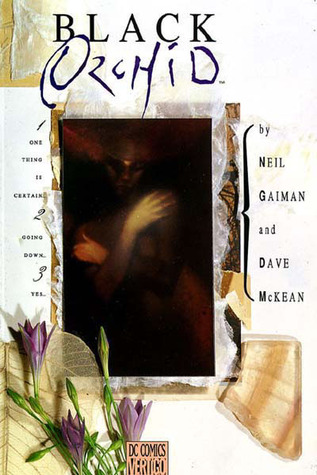 BLACK
ORCHID
TM
by
NEIL
GAIMAN
and
DAVE
McKEAN
1
ONE
THING
IS
CERTAIN.
2
GOING
DOWN.
3
YES.
DC COMICS
VERTIGO